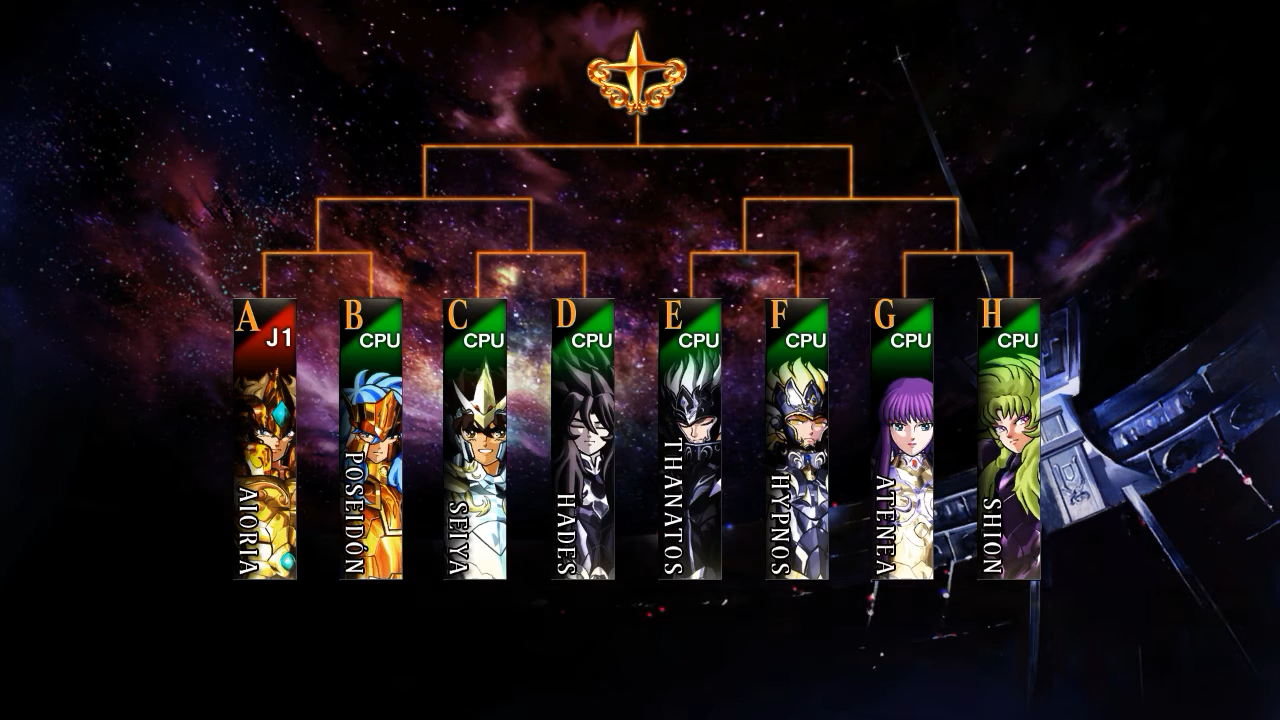 A
J1
AIORIA
B
CPU
POSEIDÓN
C
CPU
SEIYA
D
CPU
HADES
E
CPU
THANATOS
F
CPU
HYPNOS
G
CPU
ATENEA
H
CPU
SHION